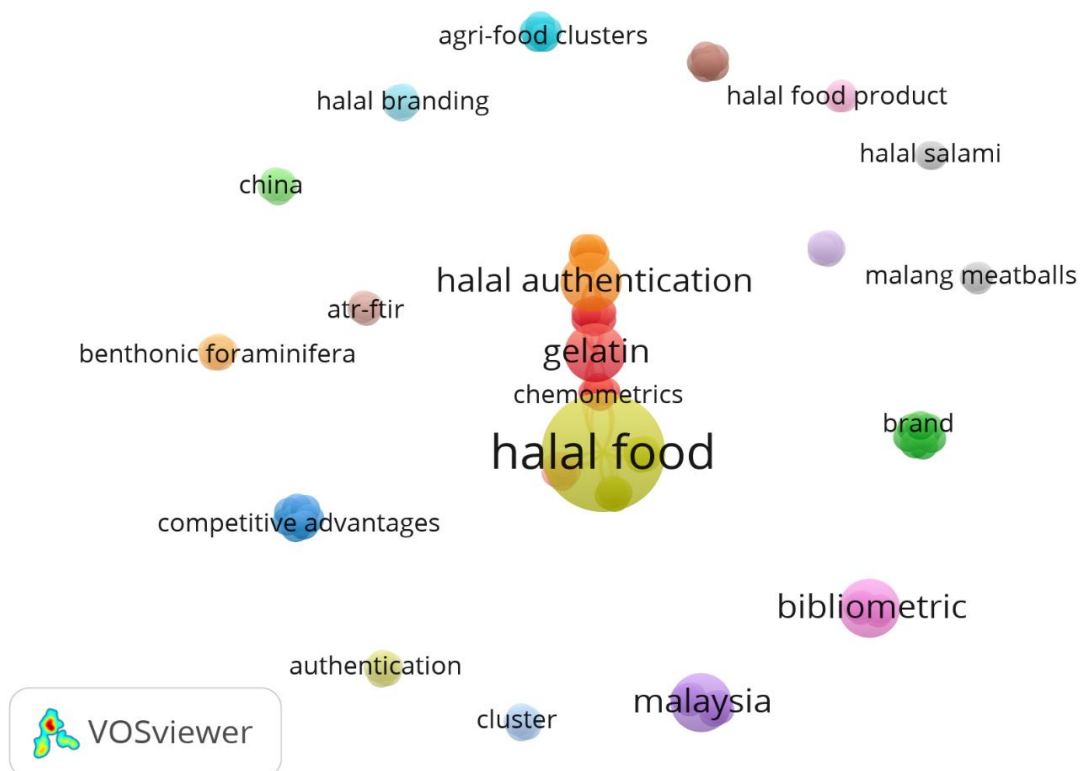 agri-food clusters
halal branding
halal food product
halal salami
china
halal authentication
malang meatballs
atr-ftir
benthonic foraminifera
gelatin
chemometrics
brand
halal food
competitive advantages
bibliometric
authentication
malaysia
cluster
VOSviewer